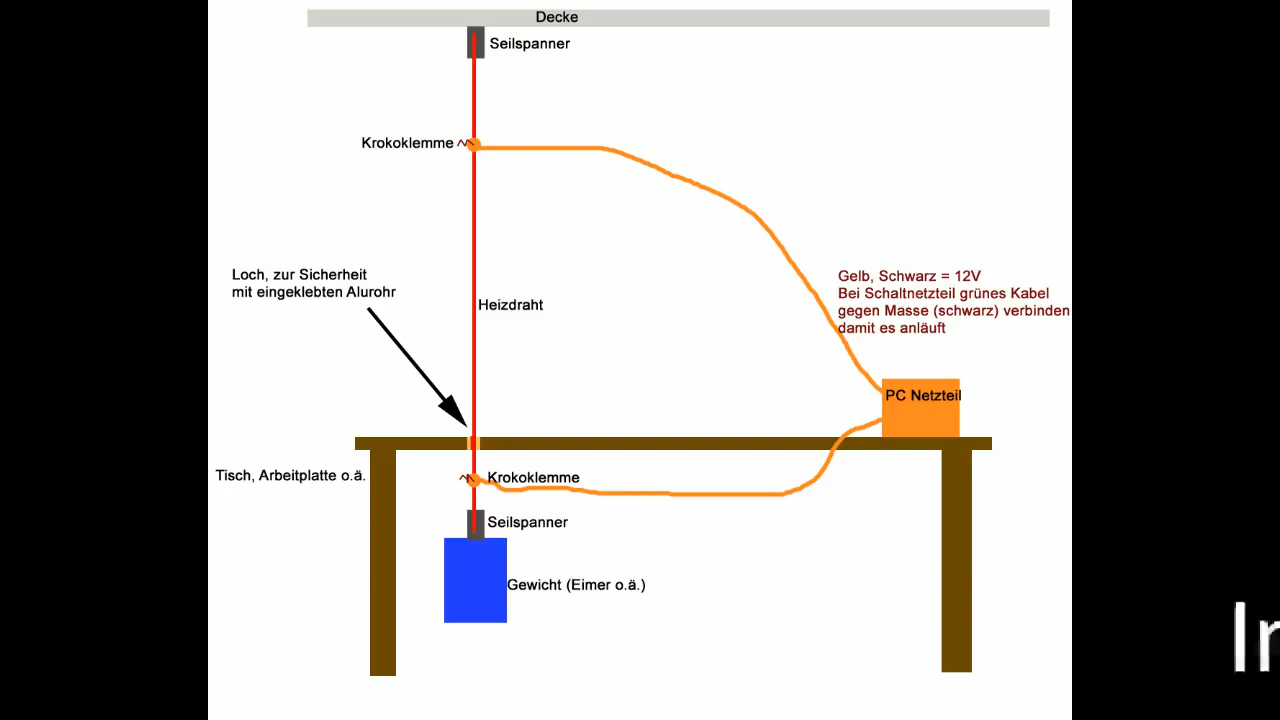 Decke
Seilspanner
Krokoklemme
Loch, zur Sicherheit
mit eingeklebten Alurohr
Heizdraht
Gelb, Schwarz = 12V
Bei Schaltnetzteil grünes Kabel
gegen Masse (schwarz) verbinden
damit es anläuft
PC Netzteil
Tisch, Arbeitplatte o.ä.
Krokoklemme
Seilspanner
Gewicht (Eimer o.ä.)